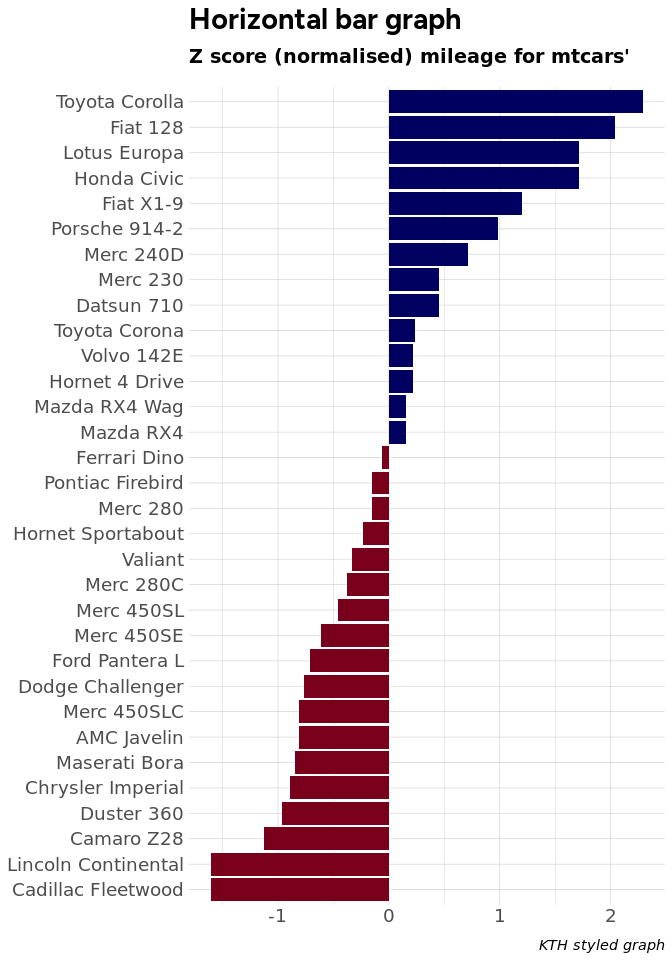 Horizontal bar graph
Z score (normalised) mileage for mtcars'
Toyota Corolla
Fiat 128
Lotus Europa
Honda Civic
Fiat X1-9
Porsche 914-2
Merc 240D
Merc 230
Datsun 710
Toyota Corona
Volvo 142E
Hornet 4 Drive
Mazda RX4 Wag
Mazda RX4
Ferrari Dino
Pontiac Firebird
Merc 280
Hornet Sportabout
Valiant
Merc 280C
Merc 450SL
Merc 450SE
Ford Pantera L
Dodge Challenger
Merc 450SLC
AMC Javelin
Maserati Bora
Chrysler Imperial
Duster 360
Camaro Z28
Lincoln Continental
Cadillac Fleetwood
-1 0 1 2
KTH styled graph